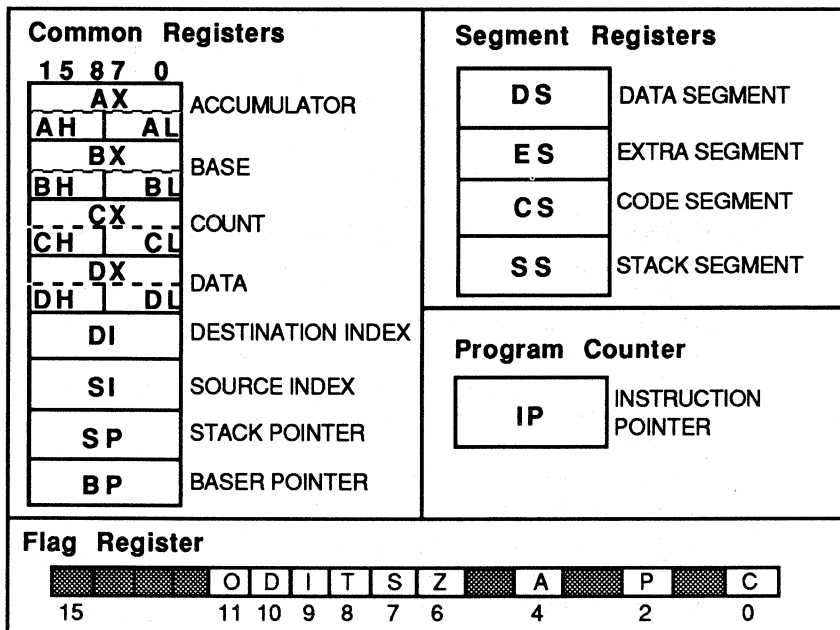 Common Registers
15 87 0
AX
AH AL
ACCUMULATOR
BX
BH BL
BASE
CX
CH CL
COUNT
DX
DH DL
DATA
DI
DESTINATION INDEX
SI
SOURCE INDEX
SP
STACK POINTER
BP
BASER POINTER
Segment Registers
DS
DATA SEGMENT
ES
EXTRA SEGMENT
CS
CODE SEGMENT
SS
STACK SEGMENT
Program Counter
IP
INSTRUCTION
POINTER
Flag Register
O D I T S Z A P C
15 11 10 9 8 7 6 4 2 0